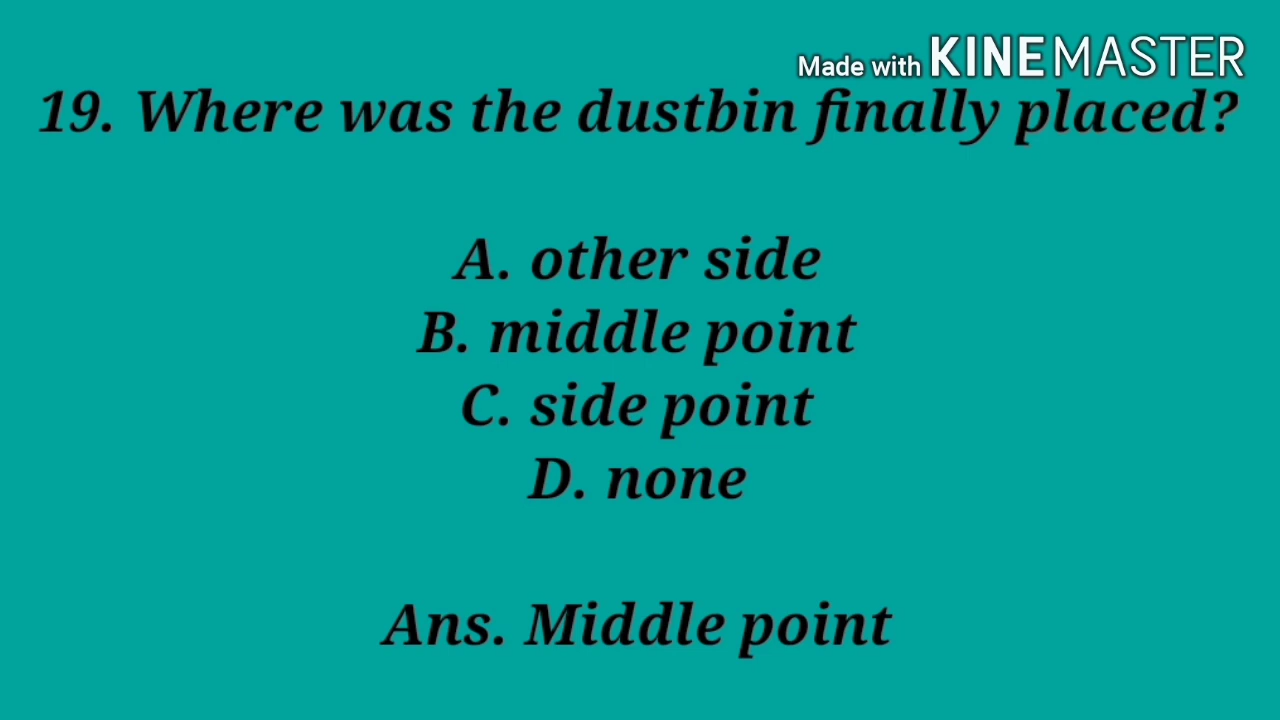 Made with KINEMASTER
19. Where was the dustbin finally placed?
A. other side
B. middle point
C. side point
D. none
Ans. Middle point